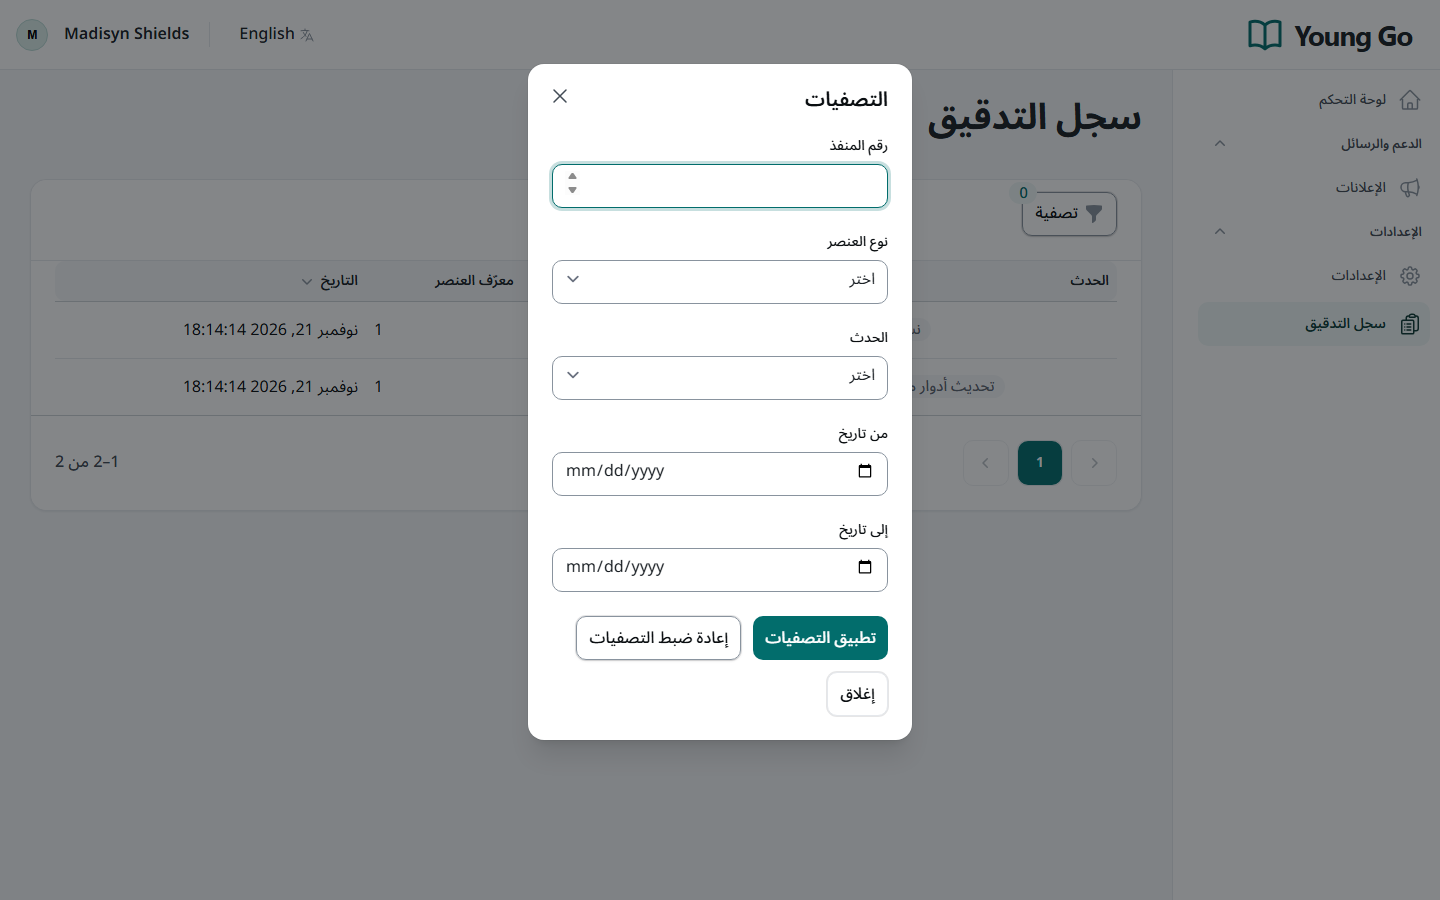 Young Go
English
Madisyn Shields
M
لوحة التحكم
الدعم والرسائل
الإعلانات
الإعدادات
الإعدادات
سجل التدقيق
سجل التدقيق
تصفية
0
الحدث
معرّف العنصر
التاريخ
1
نوفمبر 21, 2026 18:14:14
تحديث أدوار
1
نوفمبر 21, 2026 18:14:14
1
1–2 من 2
التصفيات
رقم المنفذ
نوع العنصر
اختر
الحدث
اختر
من تاريخ
mm/dd/yyyy
إلى تاريخ
mm/dd/yyyy
تطبيق التصفيات
إعادة ضبط التصفيات
إغلاق